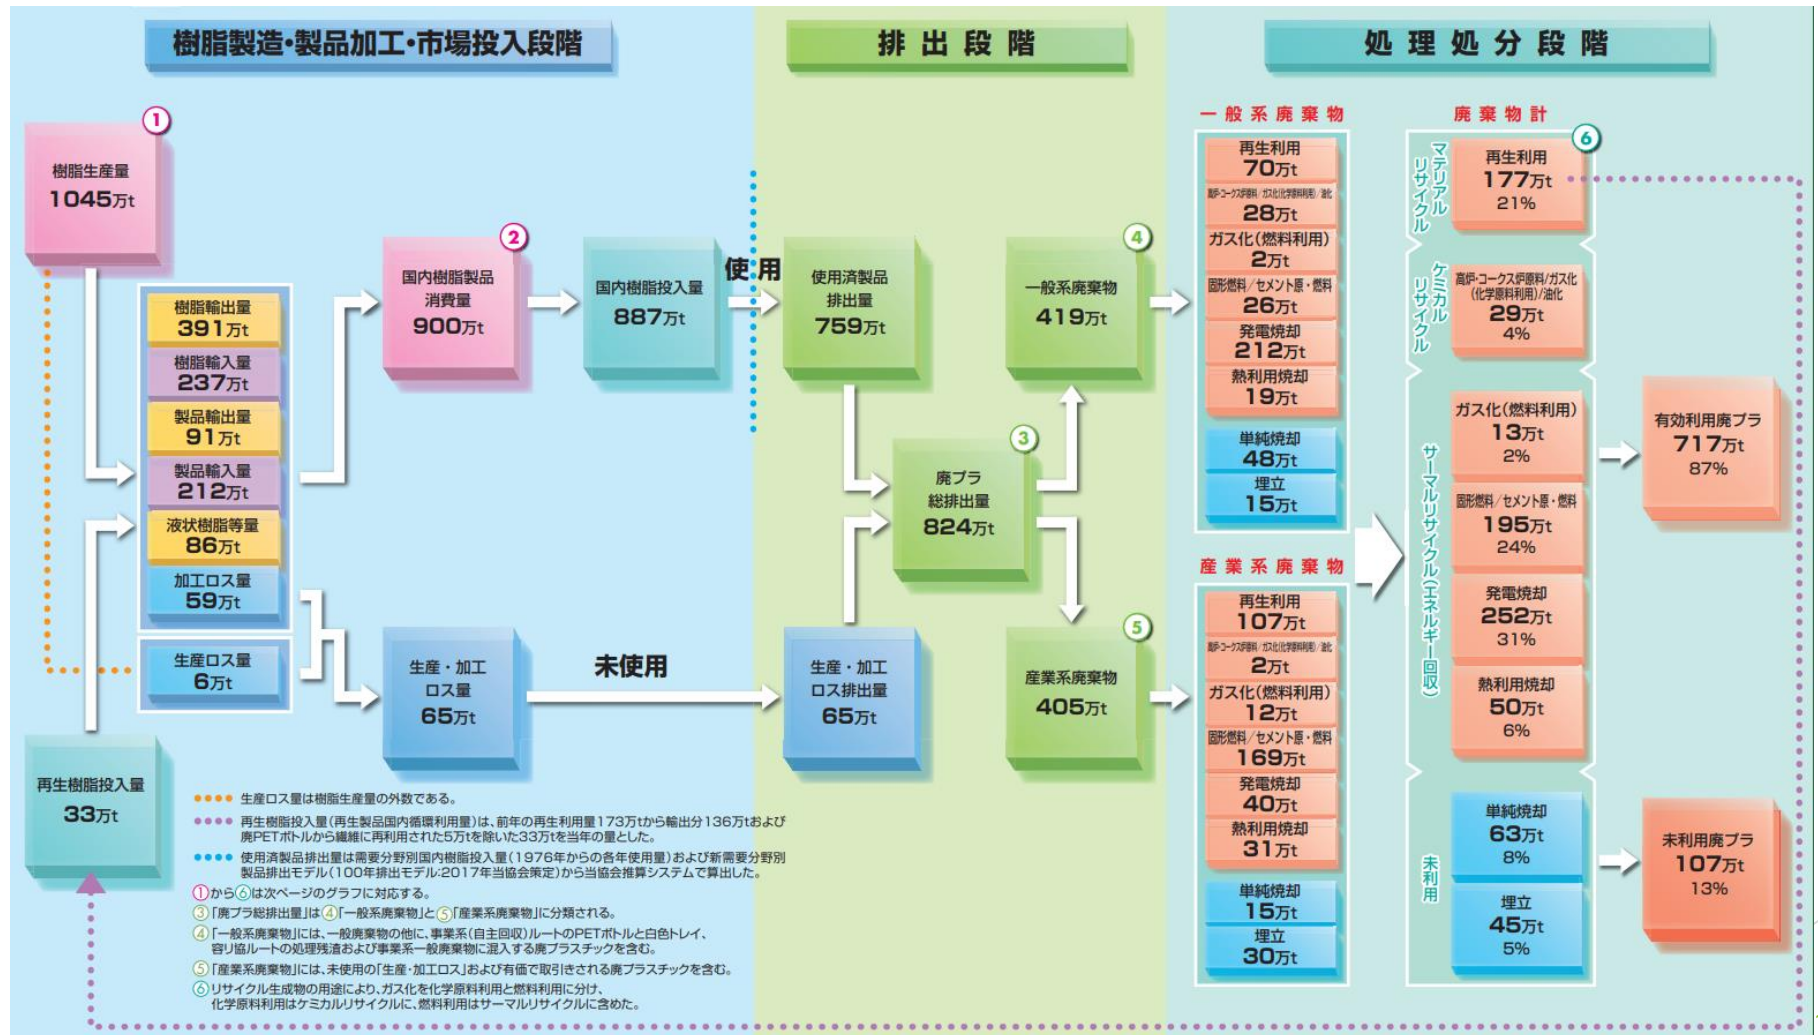 樹脂製造・製品加工・市場投入段階
排出段階
処理処分段階
①
樹脂生産量
1045万t
樹脂輸出量
391万t
樹脂輸入量
237万t
製品輸出量
91万t
製品輸入量
212万t
液状樹脂等量
86万t
加工ロス量
59万t
生産ロス量
6万t
再生樹脂投入量
33万t
②
国内樹脂製品
消費量
900万t
国内樹脂投入量
887万t
使用
生産・加工
ロス量
65万t
未使用
使用済製品
排出量
759万t
③
廃プラ
総排出量
824万t
生産・加工
ロス排出量
65万t
④
一般系廃棄物
419万t
⑤
産業系廃棄物
405万t
一般系廃棄物
再生利用
70万t
高炉・コークス炉原料/ガス化(化学原料利用)/油化
28万t
ガス化(燃料利用)
2万t
固形燃料/セメント原・燃料
26万t
発電焼却
212万t
熱利用焼却
19万t
単純焼却
48万t
埋立
15万t
産業系廃棄物
再生利用
107万t
高炉・コークス炉原料/ガス化(化学原料利用)/油化
2万t
ガス化(燃料利用)
12万t
固形燃料/セメント原・燃料
169万t
発電焼却
40万t
熱利用焼却
31万t
単純焼却
15万t
埋立
30万t
廃棄物計
⑥
マテリアル
リサイクル
再生利用
177万t
21%
ケミカル
リサイクル
高炉・コークス炉原料/ガス化
(化学原料利用)/油化
29万t
4%
サーマルリサイクル(エネルギー回収)
ガス化(燃料利用)
13万t
2%
固形燃料/セメント原・燃料
195万t
24%
発電焼却
252万t
31%
熱利用焼却
50万t
6%
未利用
単純焼却
63万t
8%
埋立
45万t
5%
有効利用廃プラ
717万t
87%
未利用廃プラ
107万t
13%
生産ロス量は樹脂生産量の外数である。
再生樹脂投入量(再生製品国内循環利用量)は、前年の再生利用量173万tから輸出分136万tおよび
廃PETボトルから繊維に再利用された5万tを除いた33万tを当年の量とした。
使用済製品排出量は需要分野別国内樹脂投入量(1976年からの各年使用量)および新需要分野別
製品排出モデル(100年排出モデル:2017年当協会策定)から当協会推算システムで算出した。
①から⑥は次ページのグラフに対応する。
③「廃プラ総排出量」は④「一般系廃棄物」と⑤「産業系廃棄物」に分類される。
④「一般系廃棄物」には、一般廃棄物の他に、事業系(自主回収)ルートのPETボトルと白色トレイ、
容リ協ルートの処理残渣および事業系一般廃棄物に混入する廃プラスチックを含む。
⑤「産業系廃棄物」には、未使用の「生産・加工ロス」および有価で取引きされる廃プラスチックを含む。
⑥リサイクル生成物の用途により、ガス化を化学原料利用と燃料利用に分け、
化学原料利用はケミカルリサイクルに、燃料利用はサーマルリサイクルに含めた。